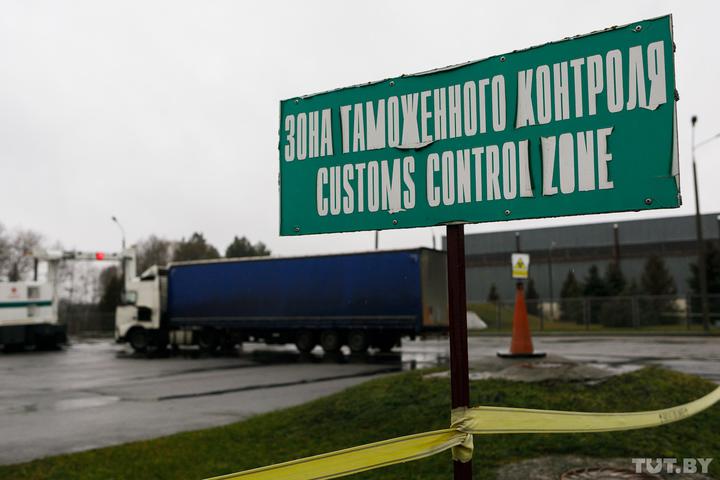 ЗОНА ТАМОЖЕННОГО КОНТРОЛЯ
CUSTOMS CONTROL ZONE
TUT.BY